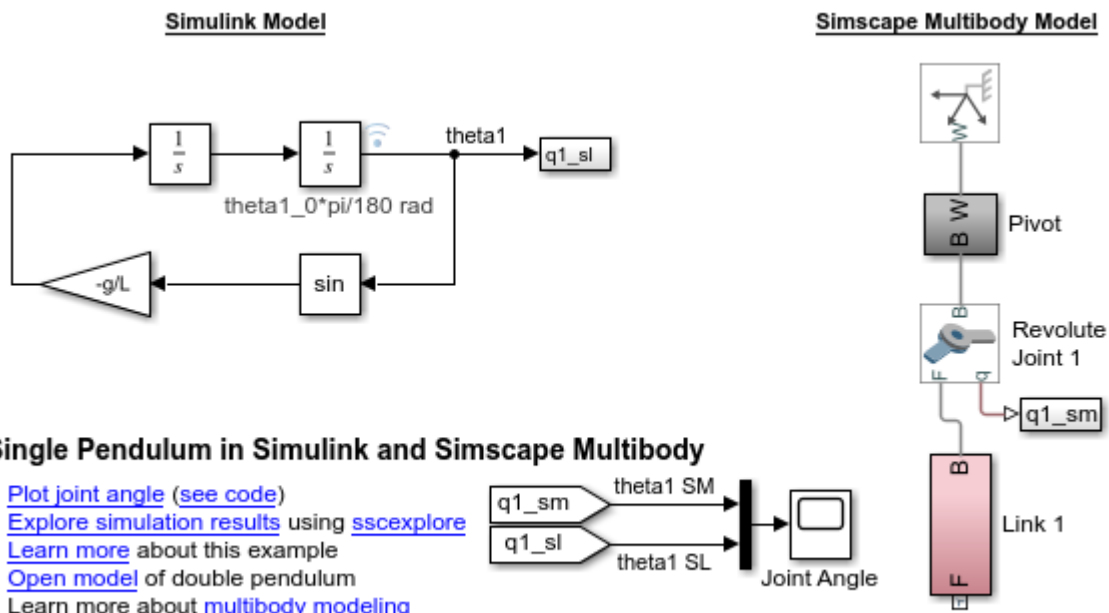 Simulink Model
Simscape Multibody Model
W
1
s
1
s
theta1
q1_sl
theta1_0*pi/180 rad
B W
Pivot
-g/L
sin
B
Revolute
Joint 1
F
q
q1_sm
B
Link 1
F
Single Pendulum in Simulink and Simscape Multibody
Plot joint angle (see code)
Explore simulation results using sscexplore
Learn more about this example
Open model of double pendulum
Learn more about multibody modeling
q1_sm
theta1 SM
q1_sl
theta1 SL
Joint Angle